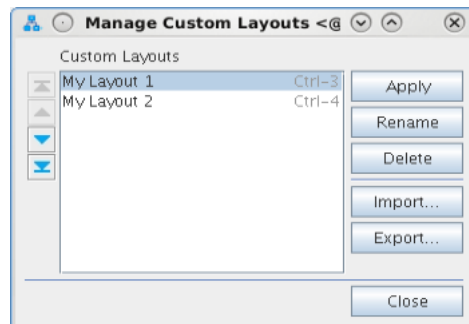 Manage Custom Layouts <@
Custom Layouts
My Layout 1 Ctrl-3
My Layout 2 Ctrl-4
Apply
Rename
Delete
Import...
Export...
Close